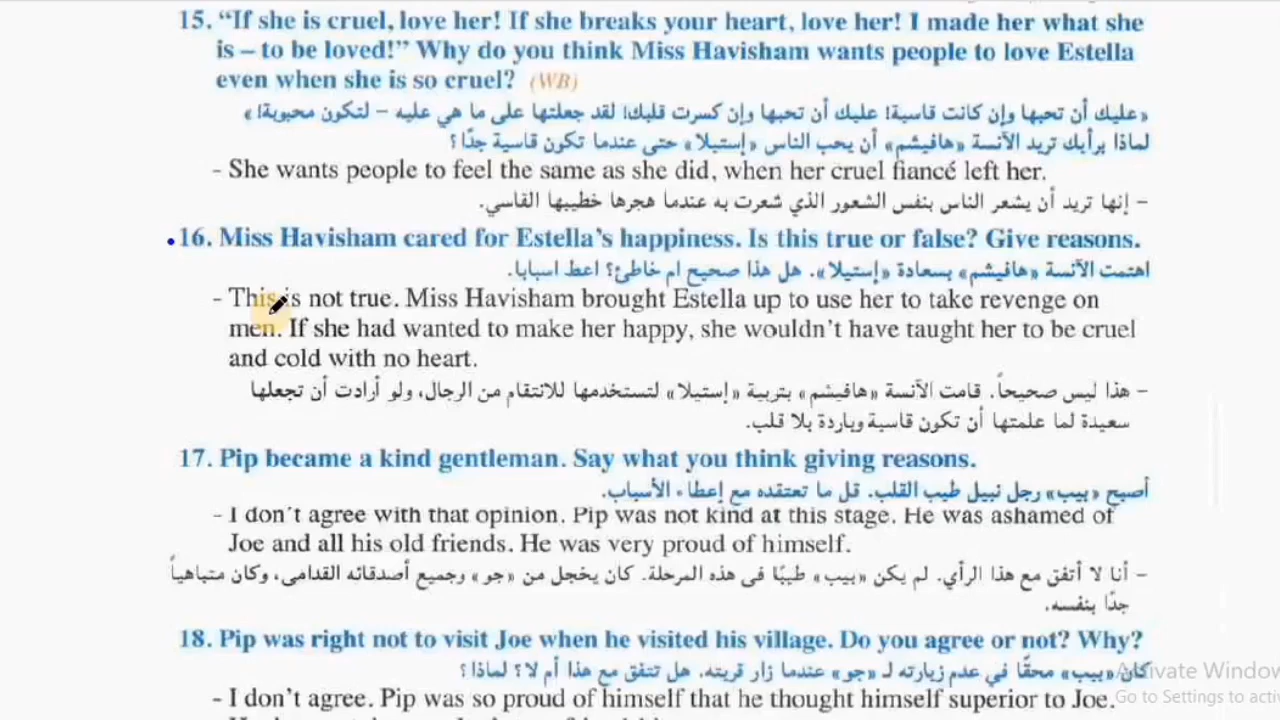 15. “If she is cruel, love her! If she breaks your heart, love her! I made her what she
is – to be loved!” Why do you think Miss Havisham wants people to love Estella
even when she is so cruel? (WB)
«عليك أن تحبها وإن كانت قاسية! عليك أن تحبها وإن كسرت قلبك! لقد جعلتها على ما هي عليه – لتكون محبوبة!»
لماذا برأيك تريد الآنسة «هافيشم» أن يحب الناس «إستيلا» حتى عندما تكون قاسية جدًا؟
- She wants people to feel the same as she did, when her cruel fiancé left her.
- إنها تريد أن يشعر الناس بنفس الشعور الذي شعرت به عندما هجرها خطيبها القاسي.
16. Miss Havisham cared for Estella’s happiness. Is this true or false? Give reasons.
اهتمت الآنسة «هافيشم» بسعادة «إستيلا». هل هذا صحيح ام خاطئ؟ اعط اسبابا.
- This is not true. Miss Havisham brought Estella up to use her to take revenge on
men. If she had wanted to make her happy, she wouldn’t have taught her to be cruel
and cold with no heart.
- هذا ليس صحيحاً. قامت الآنسة «هافيشم» بتربية «إستيلا» لتستخدمها للانتقام من الرجال، ولو أرادت أن تجعلها
سعيدة لما علمتها أن تكون قاسية وباردة بلا قلب.
17. Pip became a kind gentleman. Say what you think giving reasons.
أصبح «بيب» رجل نبيل طيب القلب. قل ما تعتقده مع إعطاء الأسباب.
- I don’t agree with that opinion. Pip was not kind at this stage. He was ashamed of
Joe and all his old friends. He was very proud of himself.
- أنا لا أتفق مع هذا الرأي. لم يكن «بيب» طيبًا فى هذه المرحلة. كان يخجل من «جو» وجميع أصدقائه القدامى، وكان متباهياً
جدًا بنفسه.
18. Pip was right not to visit Joe when he visited his village. Do you agree or not? Why?
كان «بيب» محقًا في عدم زيارته لـ «جو» عندما زار قريته. هل تتفق مع هذا أم لا؟ لماذا؟
Activate Window
- I don’t agree. Pip was so proud of himself that he thought himself superior to Joe.
Go to Settings to acti